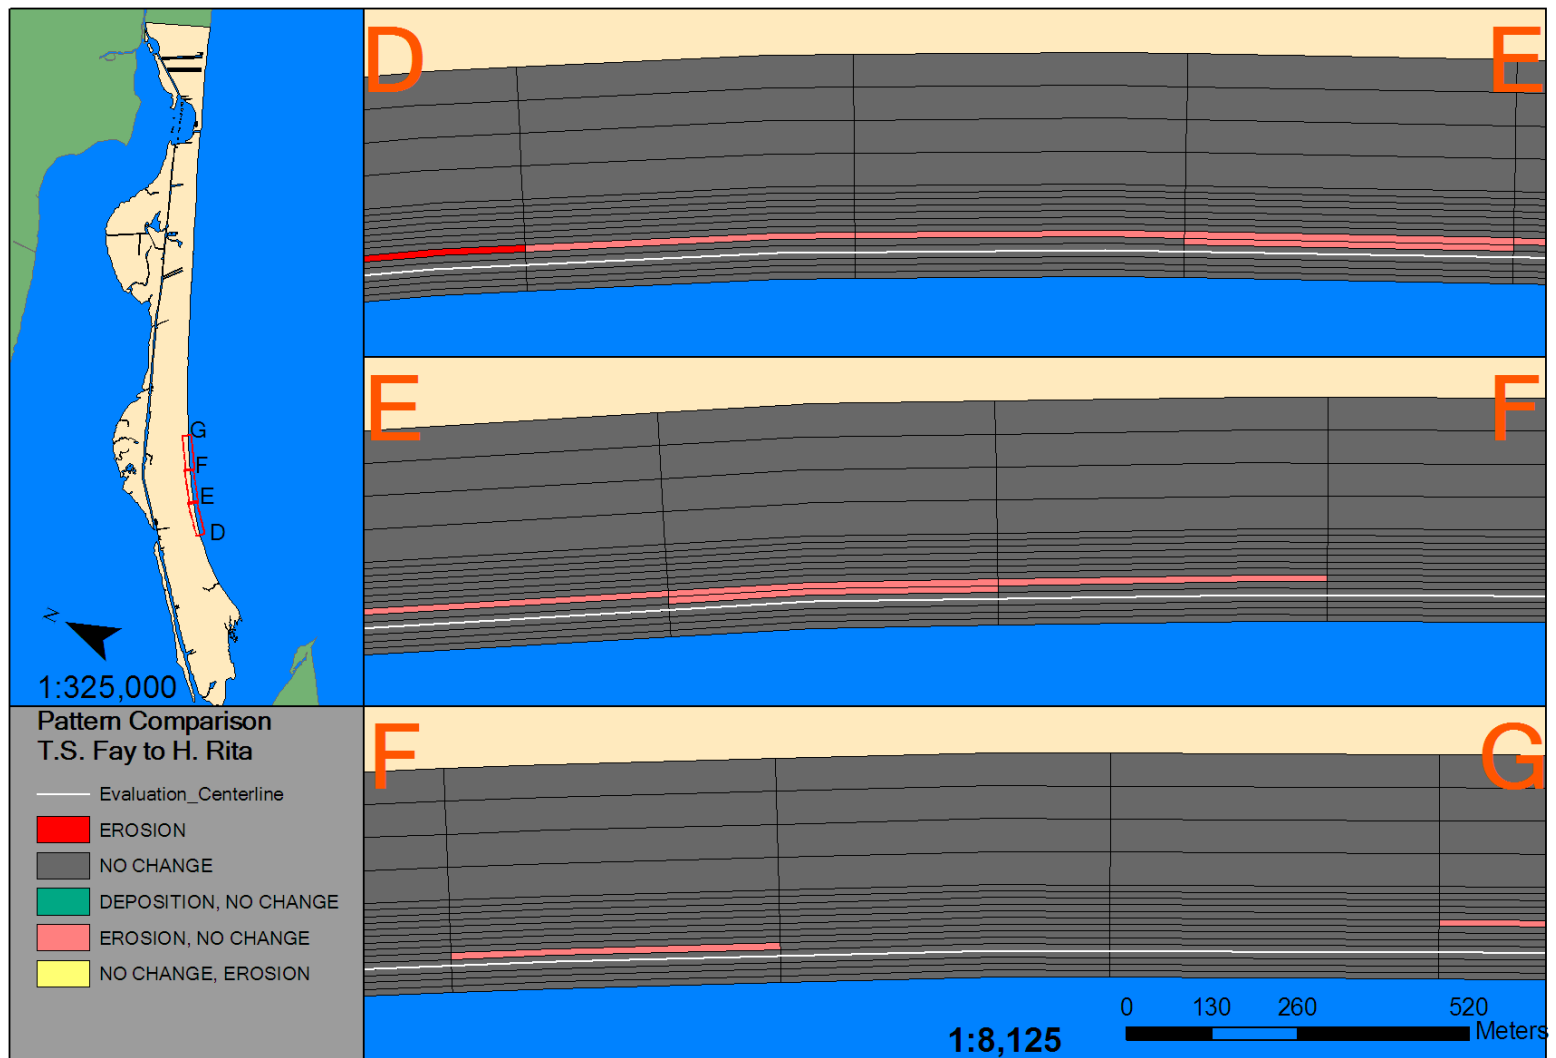 D
E
E
F
F
G
G
F
E
D
N
1:325,000
Pattern Comparison
T.S. Fay to H. Rita
Evaluation_Centerline
EROSION
NO CHANGE
DEPOSITION, NO CHANGE
EROSION, NO CHANGE
NO CHANGE, EROSION
0 130 260 520
Meters
1:8,125